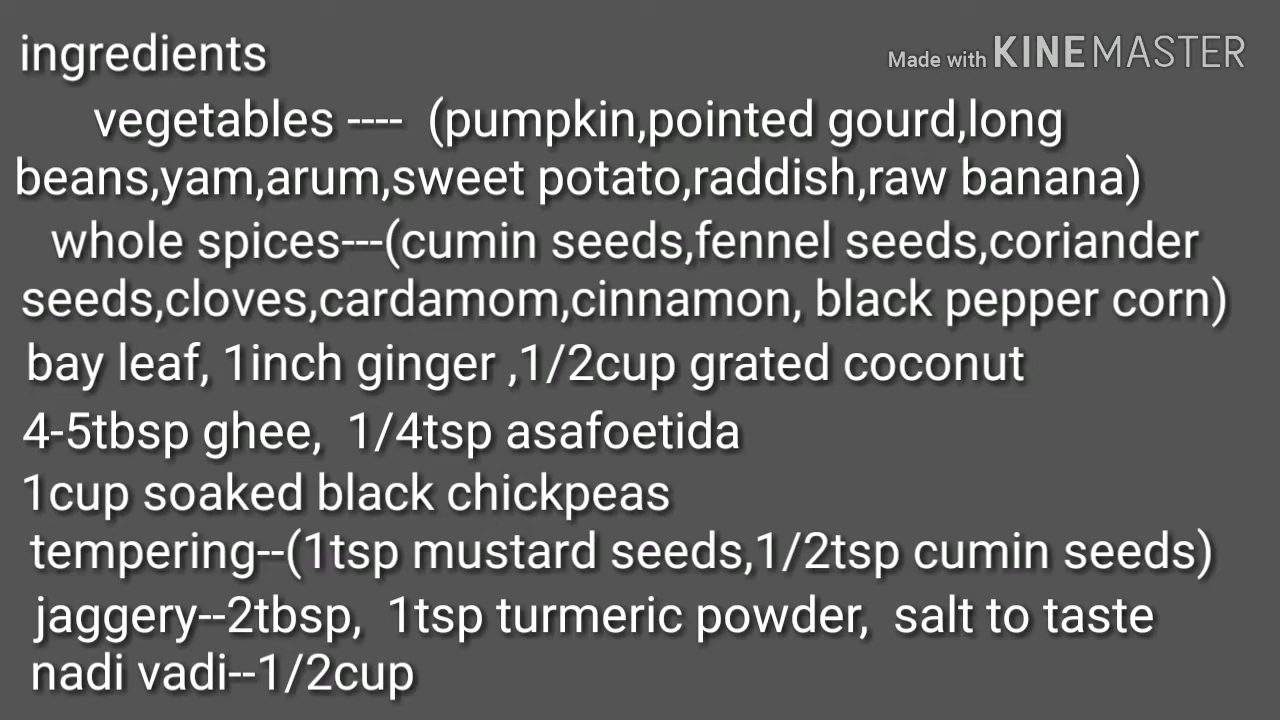 ingredients
Made with KINEMASTER
vegetables ---- (pumpkin,pointed gourd,long
beans,yam,arum,sweet potato,raddish,raw banana)
whole spices---(cumin seeds,fennel seeds,coriander
seeds,cloves,cardamom,cinnamon, black pepper corn)
bay leaf, 1inch ginger ,1/2cup grated coconut
4-5tbsp ghee, 1/4tsp asafoetida
1cup soaked black chickpeas
tempering--(1tsp mustard seeds,1/2tsp cumin seeds)
jaggery--2tbsp, 1tsp turmeric powder, salt to taste
nadi vadi--1/2cup